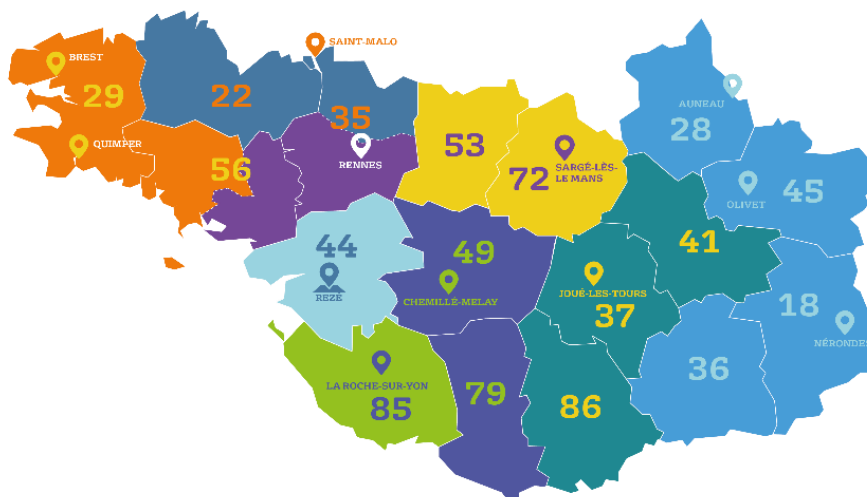 SAINT-MALO
BREST
29
22
35
AUNEAU
28
QUIMPER
56
RENNES
53
72
SARGÉ-LÈS-
LE MANS
OLIVET
45
44
REZÉ
49
CHEMILLÉ-MELAY
41
JOUÉ-LES-TOURS
37
18
NÉRONDES
LA ROCHE-SUR-YON
85
79
86
36